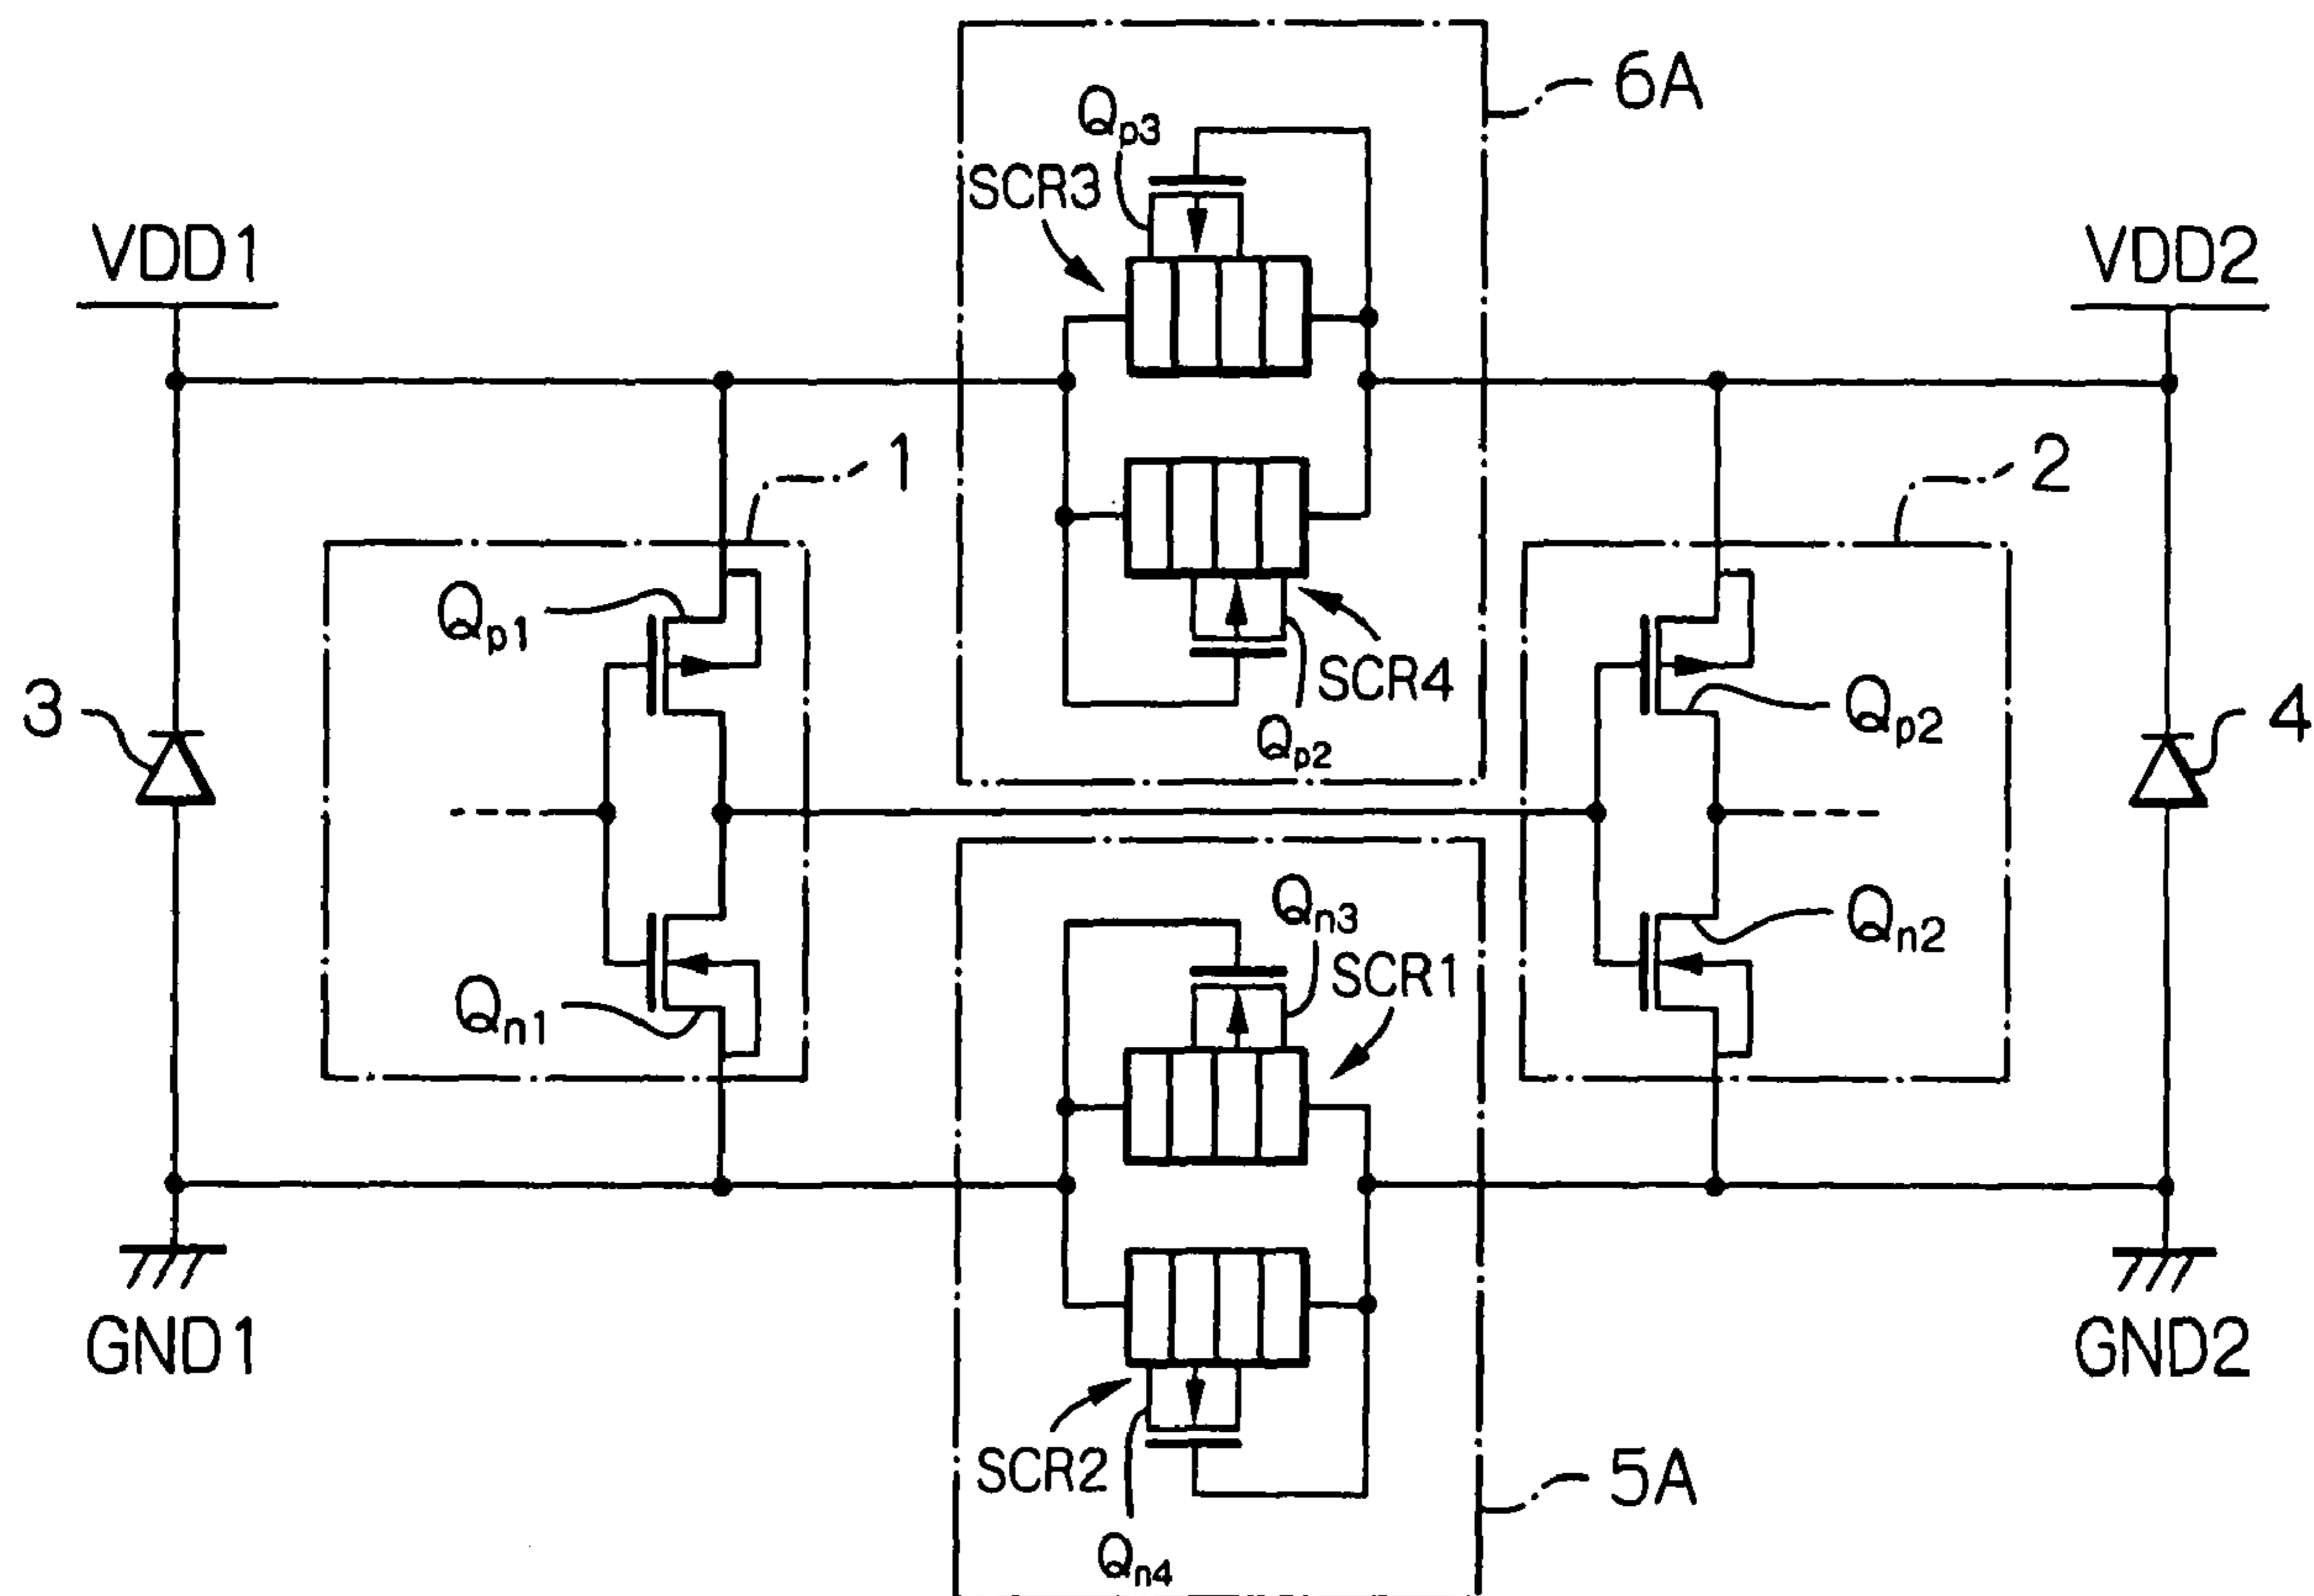 6A
Qp3
SCR3
VDD1
VDD2
1
2
Qp1
SCR4
3
Qp2
Qp2
4
Qn3
Qn2
SCR1
Qn1
GND1
GND2
SCR2
5A
Qn4